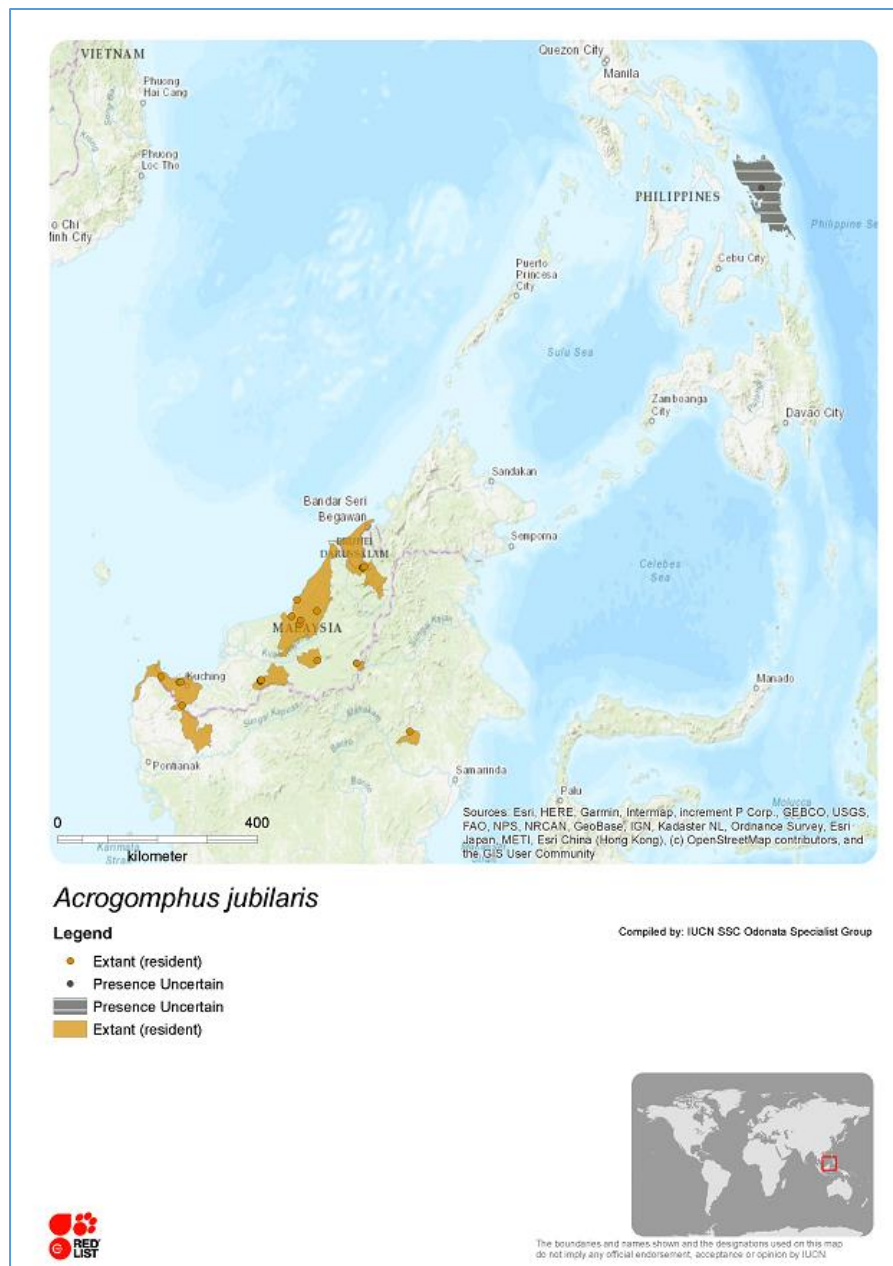 VIETNAM
Phuong
Hai Cang
Phuong
Loc Tho
o Chi
Minh City
Quezon City
Manila
PHILIPPINES
Philippine Se
Cebu City
Puerto
Princesa
City
Sulu Sea
Zamboanga
City
Davao City
Sandakan
Bandar Seri
Begawan
DARUSSALAM
Semporna
Celebes
Sea
MALAYSIA
Kuching
Manado
Mahakam
Pontianak
Samarinda
Palu
Molucca
0
400
kilometer
Karimata
Strait
Sources: Esri, HERE, Garmin, Intermap, increment P Corp., GEBCO, USGS,
FAO, NPS, NRCAN, GeoBase, IGN, Kadaster NL, Ordnance Survey, Esri
Japan, METI, Esri China (Hong Kong), (c) OpenStreetMap contributors, and
the GIS User Community
Acrogomphus jubilaris
Legend
Compiled by: IUCN SSC Odonata Specialist Group
Extant (resident)
Presence Uncertain
Presence Uncertain
Extant (resident)
RED
LIST
The boundaries and names shown and the designations used on this map
do not imply any official endorsement, acceptance or opinion by IUCN.